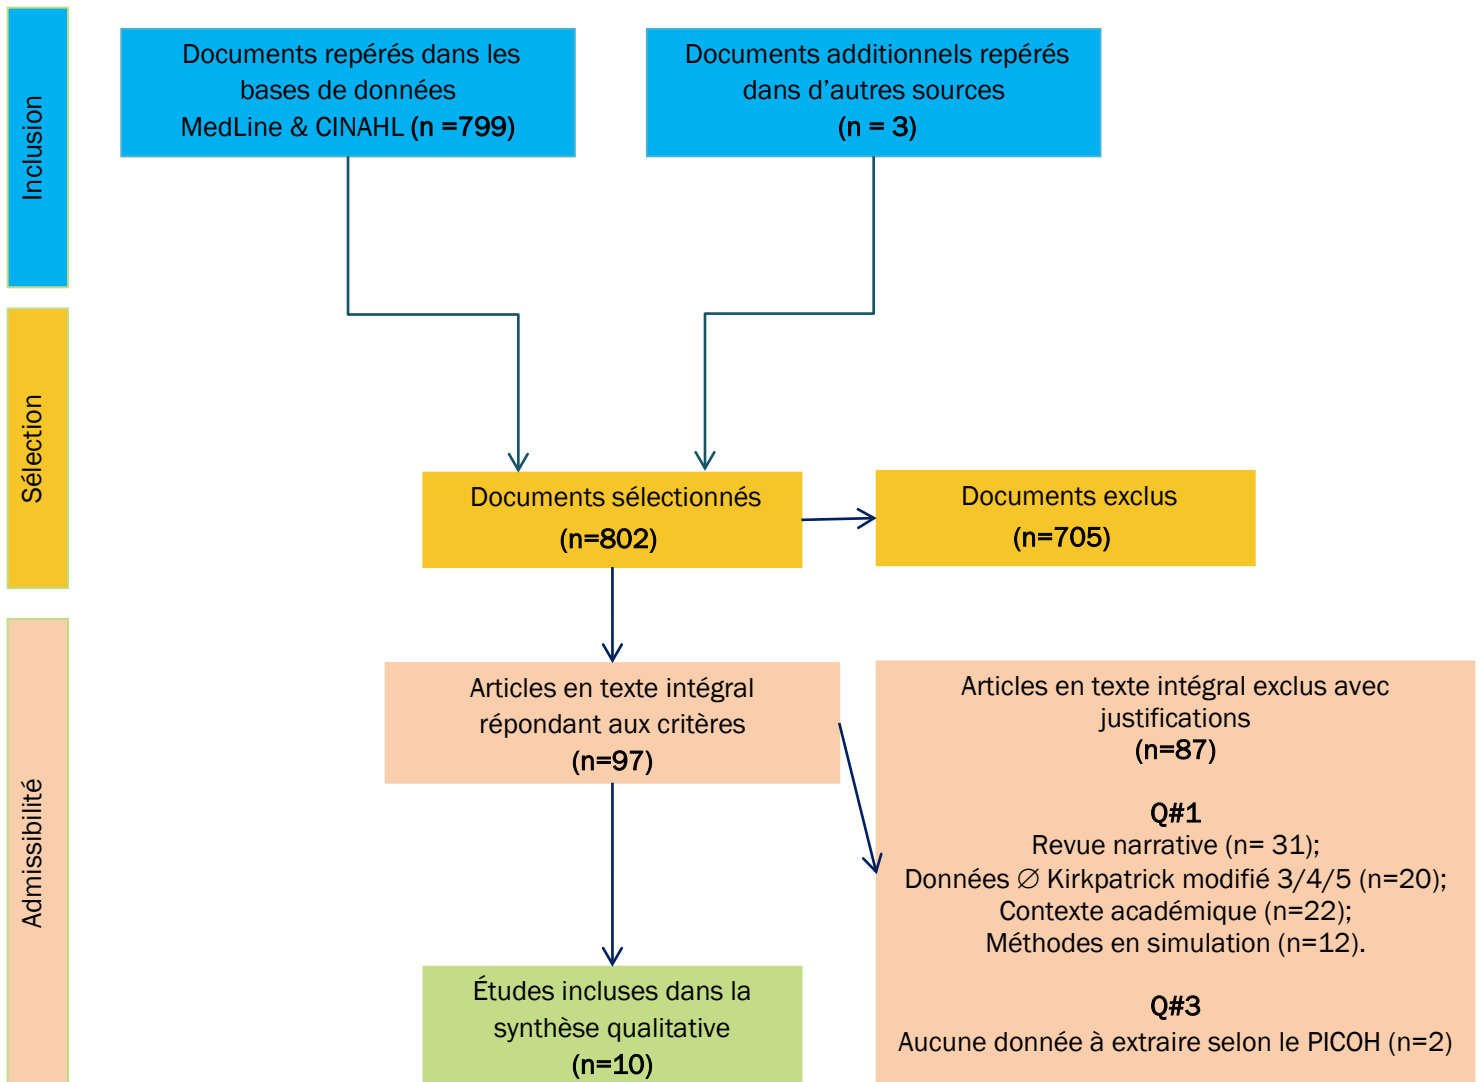 Inclusion
Documents repérés dans les
bases de données
MedLine & CINAHL (n =799)
Documents additionnels repérés
dans d'autres sources
(n = 3)
Sélection
Documents sélectionnés
(n=802)
Documents exclus
(n=705)
Admissibilité
Articles en texte intégral
répondant aux critères
(n=97)
Articles en texte intégral exclus avec
justifications
(n=87)
Q#1
Revue narrative (n= 31);
Données ∅ Kirkpatrick modifié 3/4/5 (n=20);
Contexte académique (n=22);
Méthodes en simulation (n=12).
Q#3
Aucune donnée à extraire selon le PICOH (n=2)
Études incluses dans la
synthèse qualitative
(n=10)